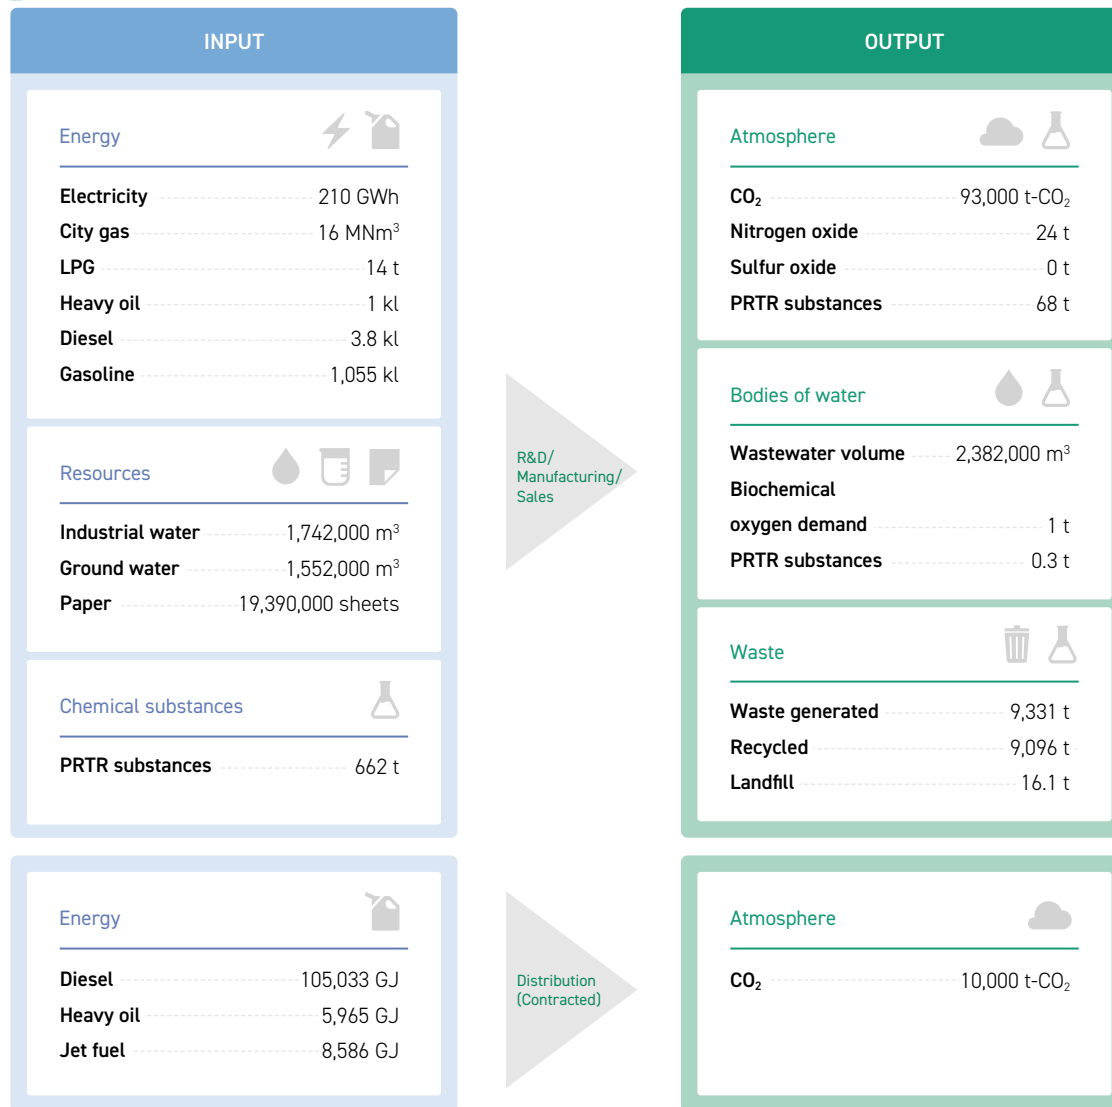 INPUT
Energy
Electricity 210 GWh
City gas 16 MNm³
LPG 14 t
Heavy oil 1 kl
Diesel 3.8 kl
Gasoline 1,055 kl
Resources
Industrial water 1,742,000 m³
Ground water 1,552,000 m³
Paper 19,390,000 sheets
Chemical substances
PRTR substances 662 t
R&D/
Manufacturing/
Sales
OUTPUT
Atmosphere
CO₂ 93,000 t-CO₂
Nitrogen oxide 24 t
Sulfur oxide 0 t
PRTR substances 68 t
Bodies of water
Wastewater volume 2,382,000 m³
Biochemical
oxygen demand 1 t
PRTR substances 0.3 t
Waste
Waste generated 9,331 t
Recycled 9,096 t
Landfill 16.1 t
Energy
Diesel 105,033 GJ
Heavy oil 5,965 GJ
Jet fuel 8,586 GJ
Distribution
(Contracted)
Atmosphere
CO₂ 10,000 t-CO₂